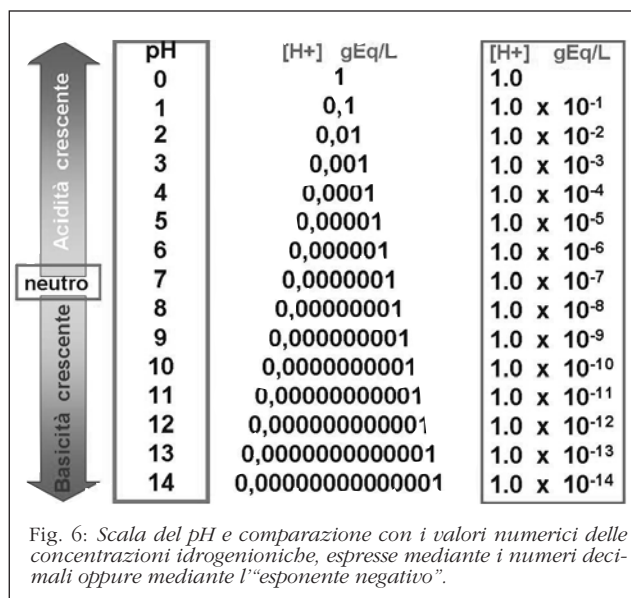 pH [H+] gEq/L [H+] gEq/L
0 1 1.0
1 0,1 1.0 x 10-1
2 0,01 1.0 x 10-2
3 0,001 1.0 x 10-3
4 0,0001 1.0 x 10-4
5 0,00001 1.0 x 10-5
6 0,000001 1.0 x 10-6
7 0,0000001 1.0 x 10-7
8 0,00000001 1.0 x 10-8
9 0,000000001 1.0 x 10-9
10 0,0000000001 1.0 x 10-10
11 0,00000000001 1.0 x 10-11
12 0,000000000001 1.0 x 10-12
13 0,0000000000001 1.0 x 10-13
14 0,00000000000001 1.0 x 10-14
Acidità crescente
neutro
Basicità crescente
Fig. 6: Scala del pH e comparazione con i valori numerici delle
concentrazioni idrogenioniche, espresse mediante i numeri deci-
mali oppure mediante l'“esponente negativo”.